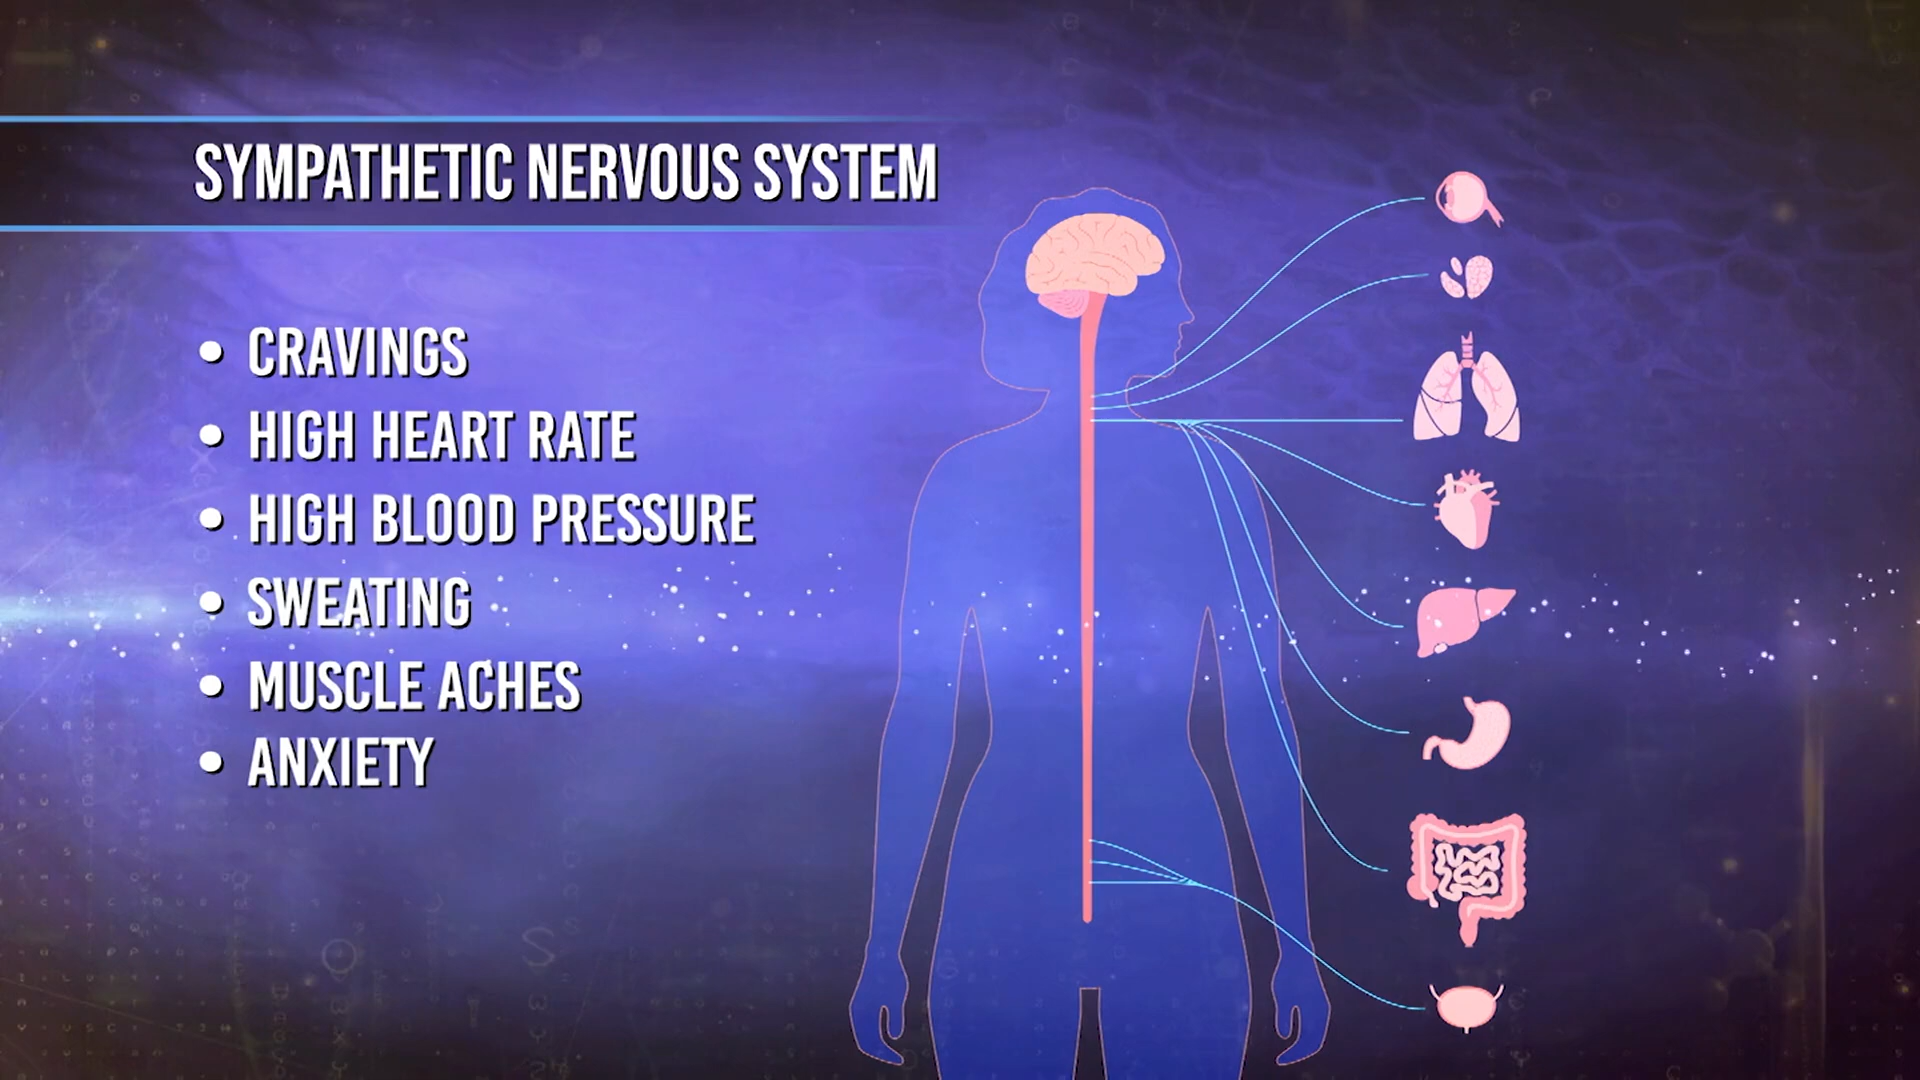 SYMPATHETIC NERVOUS SYSTEM
• CRAVINGS
• HIGH HEART RATE
• HIGH BLOOD PRESSURE
• SWEATING
• MUSCLE ACHES
• ANXIETY